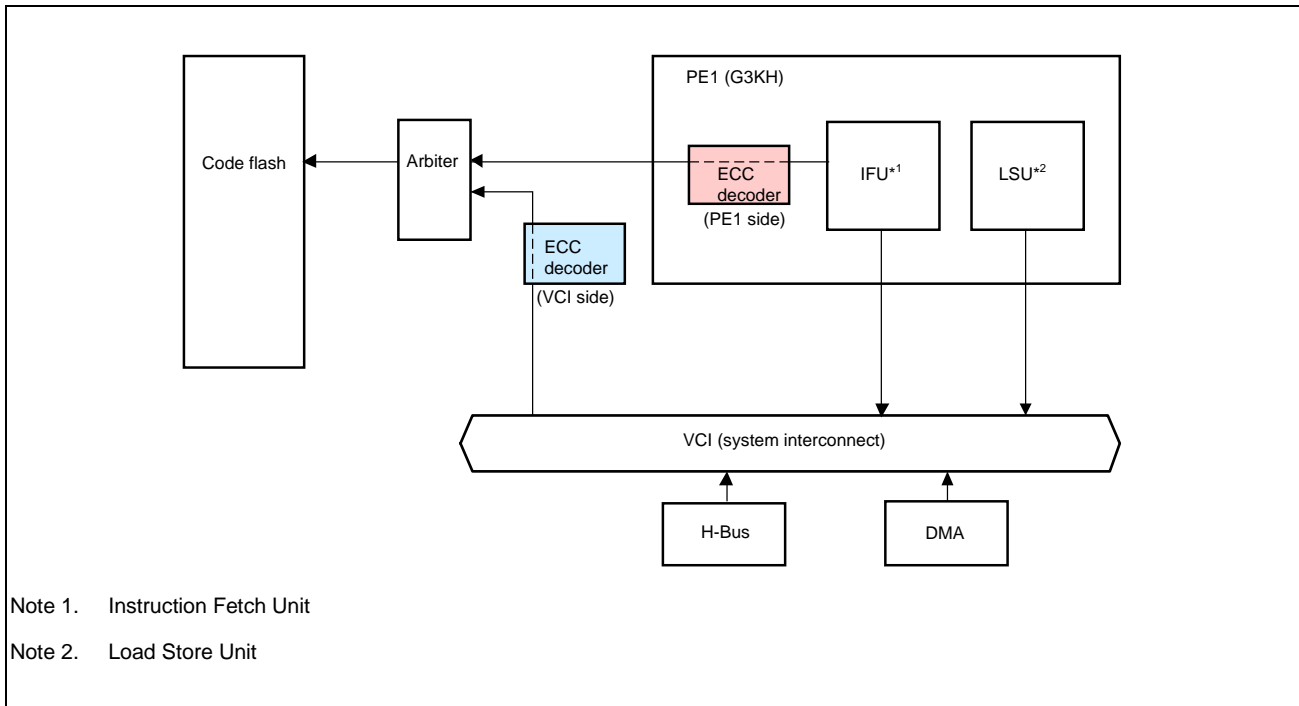 PE1 (G3KH)
Code flash
Arbiter
ECC
decoder
(PE1 side)
IFU*1
LSU*2
ECC
decoder
(VCI side)
VCI (system interconnect)
H-Bus
DMA
Note 1. Instruction Fetch Unit
Note 2. Load Store Unit